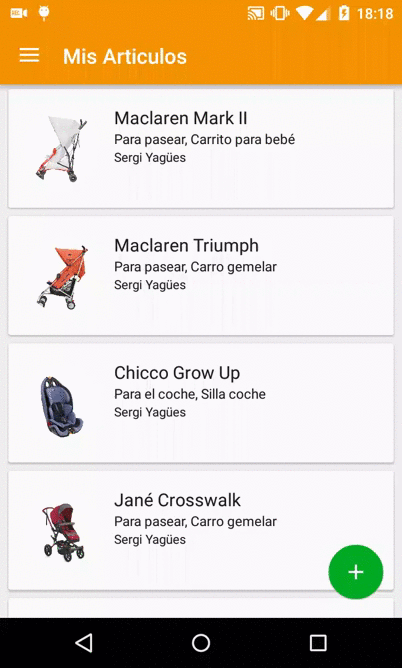 18:18
Mis Articulos
Maclaren Mark II
Para pasear, Carrito para bebé
Sergi Yagües
Maclaren Triumph
Para pasear, Carro gemelar
Sergi Yagües
Chicco Grow Up
Para el coche, Silla coche
Sergi Yagües
Jané Crosswalk
Para pasear, Carro gemelar
Sergi Yagües